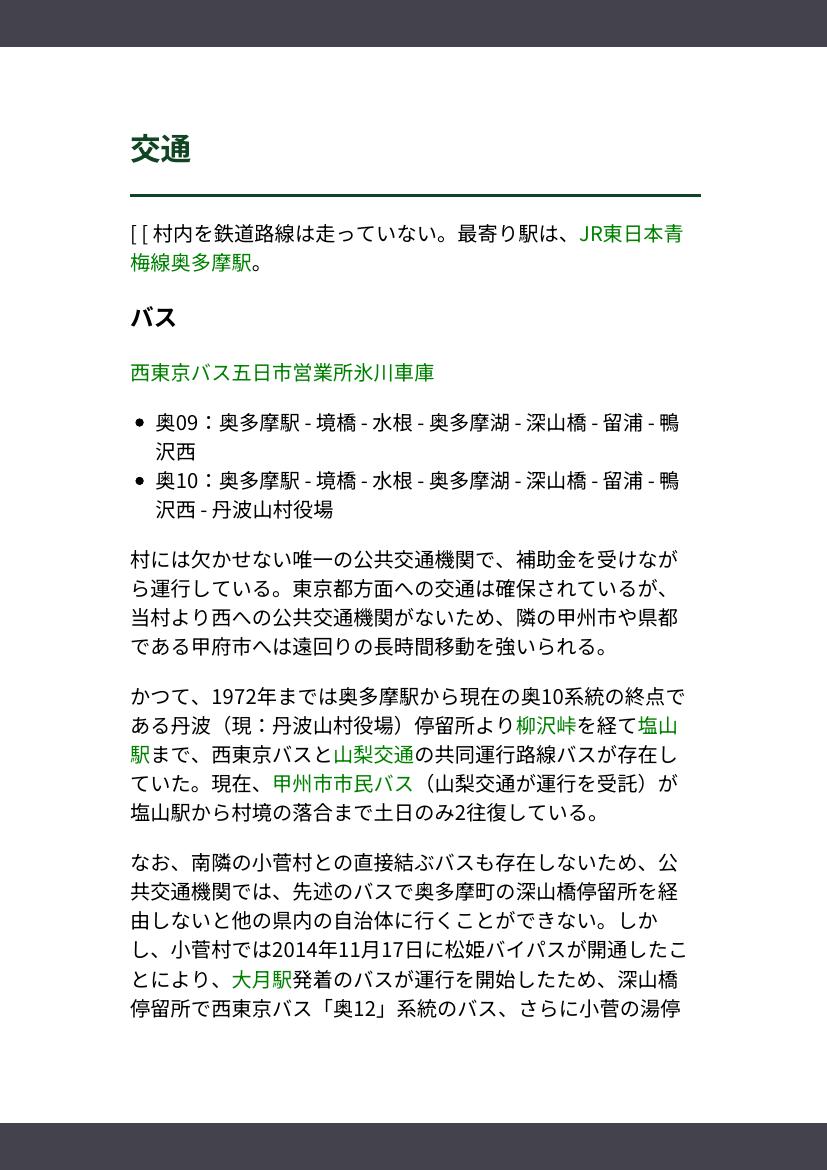 交通
[ [ 村内を鉄道路線は走っていない。最寄り駅は、JR東日本青
梅線奥多摩駅。
バス
西東京バス五日市営業所氷川車庫
• 奥09：奥多摩駅 - 境橋 - 水根 - 奥多摩湖 - 深山橋 - 留浦 - 鴨
沢西
• 奥10：奥多摩駅 - 境橋 - 水根 - 奥多摩湖 - 深山橋 - 留浦 - 鴨
沢西 - 丹波山村役場
村には欠かせない唯一の公共交通機関で、補助金を受けなが
ら運行している。東京都方面への交通は確保されているが、
当村より西への公共交通機関がないため、隣の甲州市や県都
である甲府市へは遠回りの長時間移動を強いられる。
かつて、1972年までは奥多摩駅から現在の奥10系統の終点で
ある丹波（現：丹波山村役場）停留所より柳沢峠を経て塩山
駅まで、西東京バスと山梨交通の共同運行路線バスが存在し
ていた。現在、甲州市市民バス（山梨交通が運行を受託）が
塩山駅から村境の落合まで土日のみ2往復している。
なお、南隣の小菅村との直接結ぶバスも存在しないため、公
共交通機関では、先述のバスで奥多摩町の深山橋停留所を経
由しないと他の県内の自治体に行くことができない。しか
し、小菅村では2014年11月17日に松姫バイパスが開通したこ
とにより、大月駅発着のバスが運行を開始したため、深山橋
停留所で西東京バス「奥12」系統のバス、さらに小菅の湯停